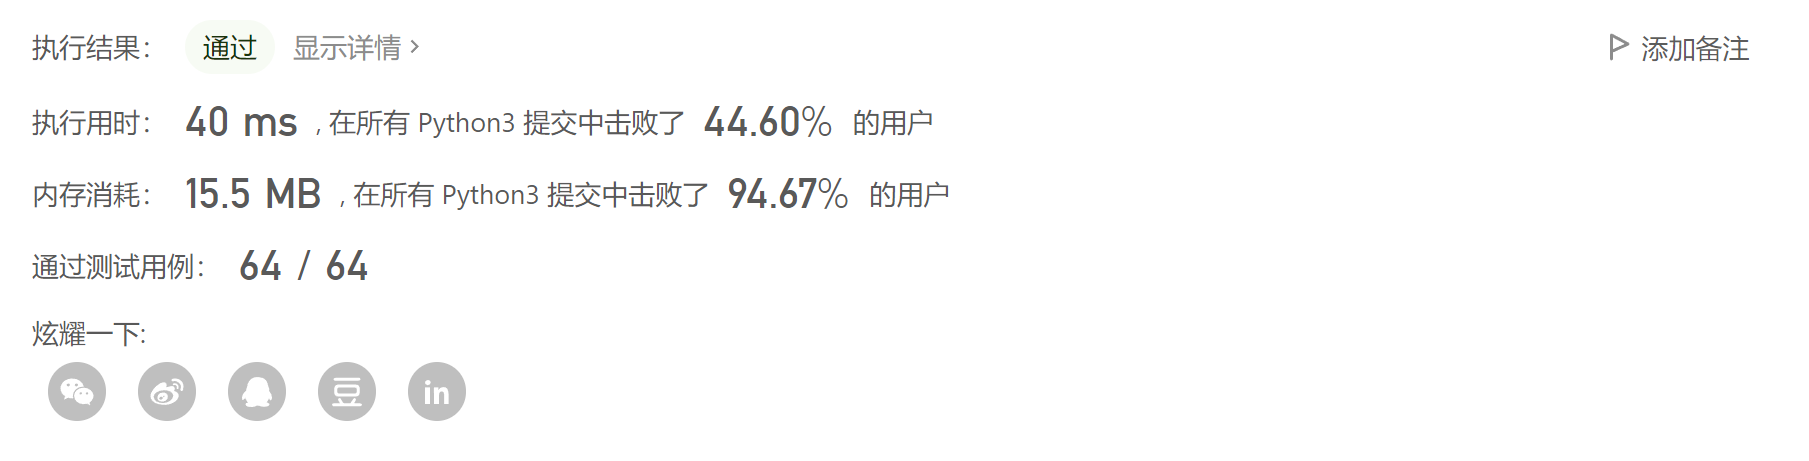 执行结果： 通过 显示详情 > 添加备注
执行用时： 40 ms , 在所有 Python3 提交中击败了 44.60% 的用户
内存消耗： 15.5 MB , 在所有 Python3 提交中击败了 94.67% 的用户
通过测试用例： 64 / 64
炫耀一下:
豆 in